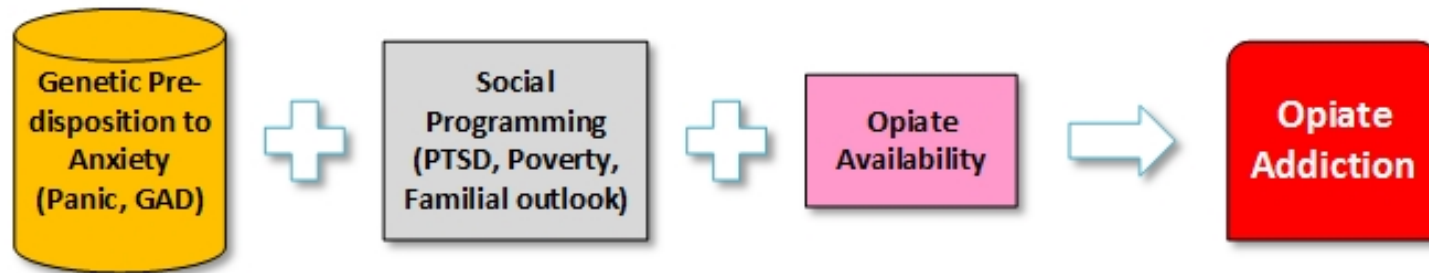 Genetic Pre-
disposition to
Anxiety
(Panic, GAD)
Social
Programming
(PTSD, Poverty,
Familial outlook)
Opiate
Availability
Opiate
Addiction